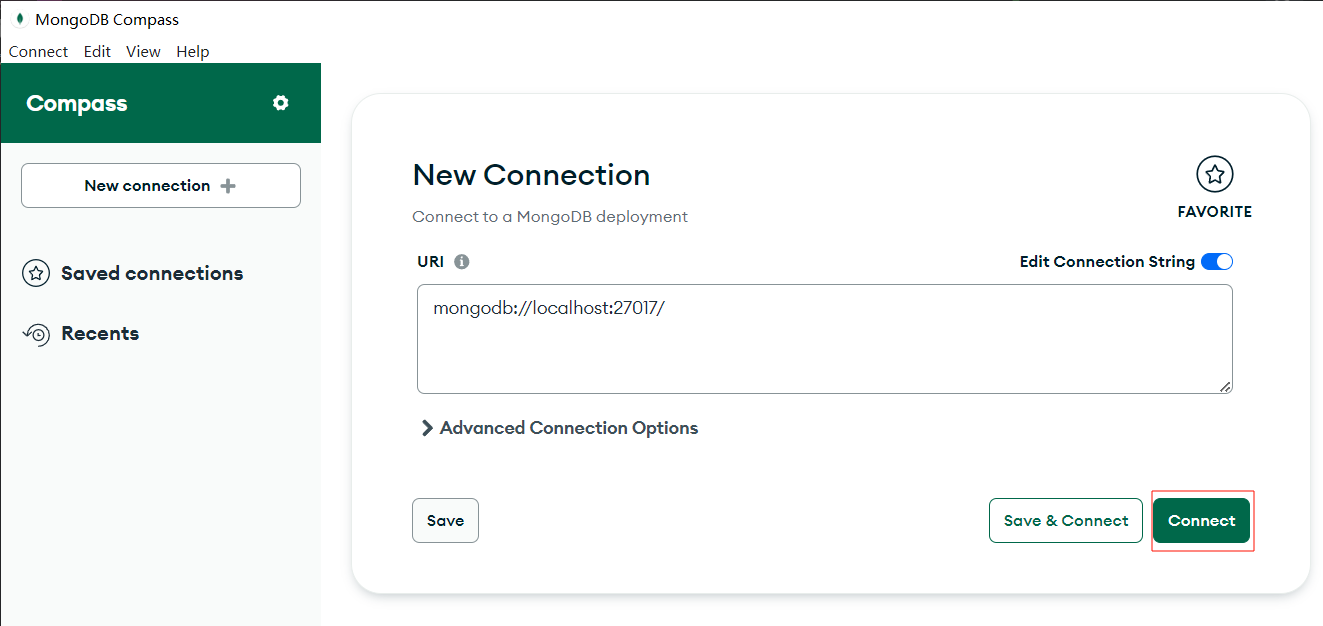 MongoDB Compass
Connect Edit View Help
Compass
New connection
Saved connections
Recents
New Connection
Connect to a MongoDB deployment
FAVORITE
URI
Edit Connection String
mongodb://localhost:27017/
Advanced Connection Options
Save
Save & Connect
Connect